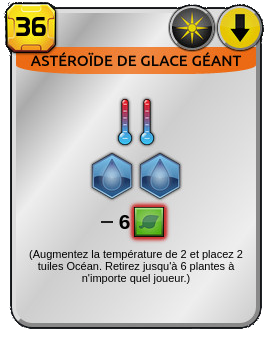 36
ASTÉROÏDE DE GLACE GÉANT
– 6
(Augmentez la température de 2 et placez 2
tuiles Océan. Retirez jusqu'à 6 plantes à
n'importe quel joueur.)